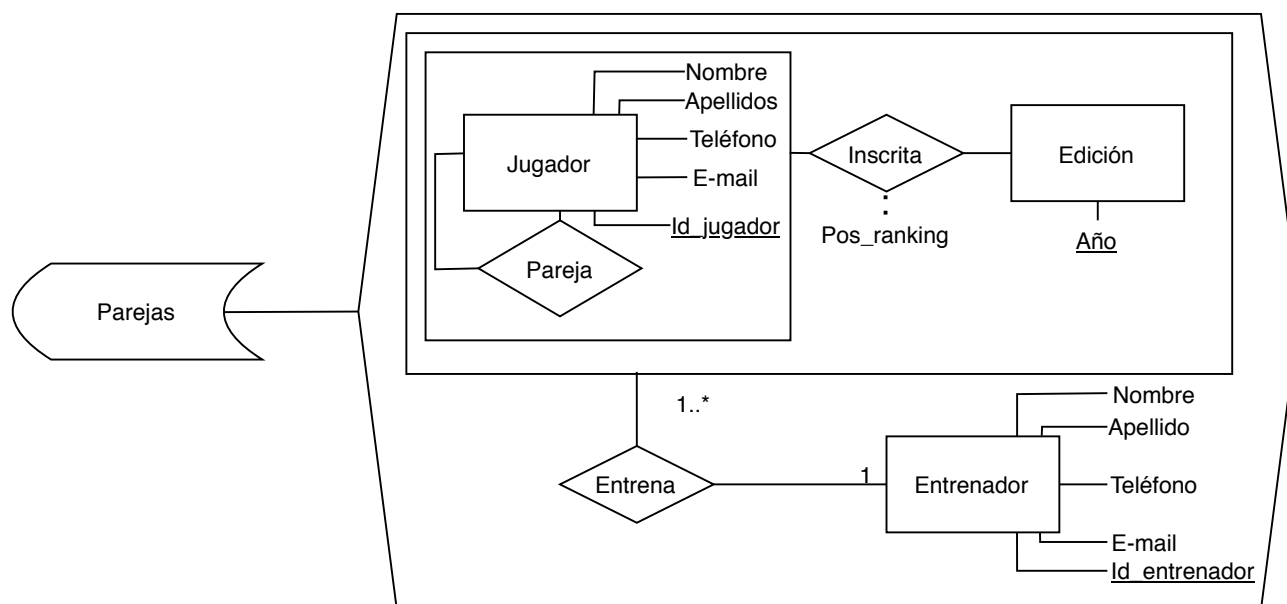 Nombre
Apellidos
Teléfono
Jugador
E-mail
Id_jugador
Pareja
Inscrita
Pos_ranking
Edición
Año
Parejas
1..*
Entrena
1
Entrenador
Nombre
Apellido
Teléfono
E-mail
Id_entrenador